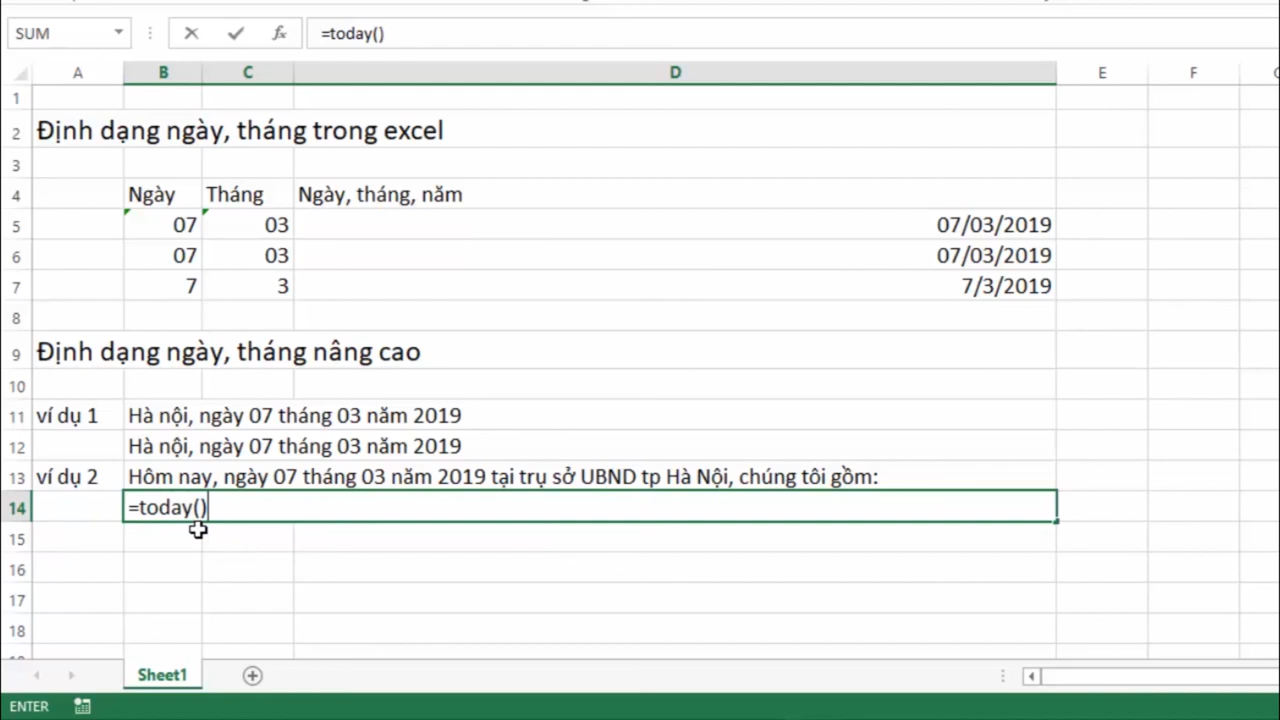 SUM =today()
A B C D E F
1
2 Định dạng ngày, tháng trong excel
3
4 Ngày Tháng Ngày, tháng, năm
5 07 03 07/03/2019
6 07 03 07/03/2019
7 7 3 7/3/2019
8
9 Định dạng ngày, tháng nâng cao
10
11 ví dụ 1 Hà nội, ngày 07 tháng 03 năm 2019
12 Hà nội, ngày 07 tháng 03 năm 2019
13 ví dụ 2 Hôm nay, ngày 07 tháng 03 năm 2019 tại trụ sở UBND tp Hà Nội, chúng tôi gồm:
14 =today()
15
16
17
18
Sheet1
ENTER